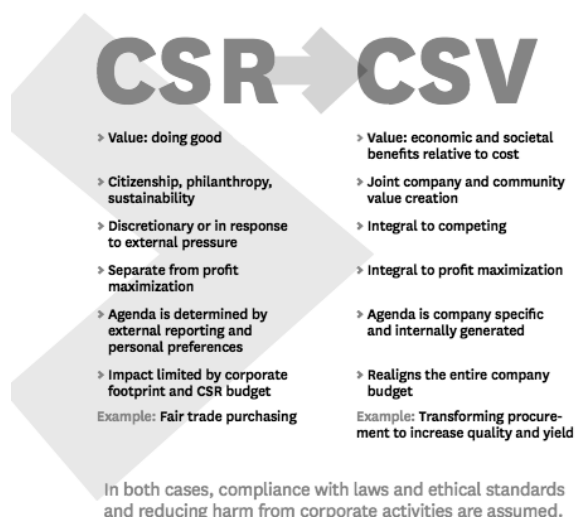 CSR CSV
> Value: doing good
> Citizenship, philanthropy,
sustainability
> Discretionary or in response
to external pressure
> Separate from profit
maximization
> Agenda is determined by
external reporting and
personal preferences
> Impact limited by corporate
footprint and CSR budget
Example: Fair trade purchasing
> Value: economic and societal
benefits relative to cost
> Joint company and community
value creation
> Integral to competing
> Integral to profit maximization
> Agenda is company specific
and internally generated
> Realigns the entire company
budget
Example: Transforming procure-
ment to increase quality and yield
In both cases, compliance with laws and ethical standards
and reducing harm from corporate activities are assumed.